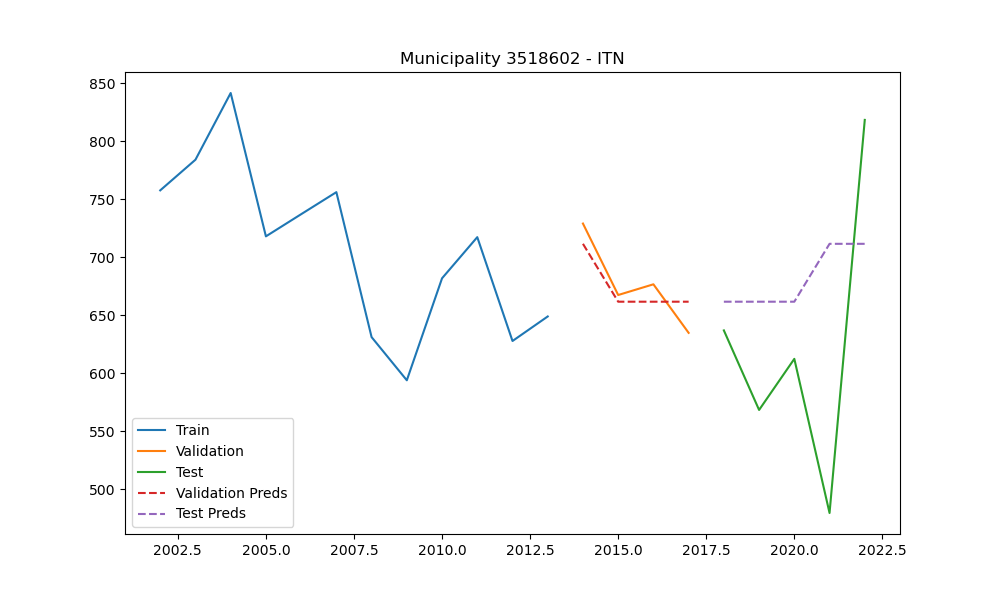 Municipality 3518602 - ITN
850
800
750
700
650
600
550
500
Train
Validation
Test
Validation Preds
Test Preds
2002.5 2005.0 2007.5 2010.0 2012.5 2015.0 2017.5 2020.0 2022.5